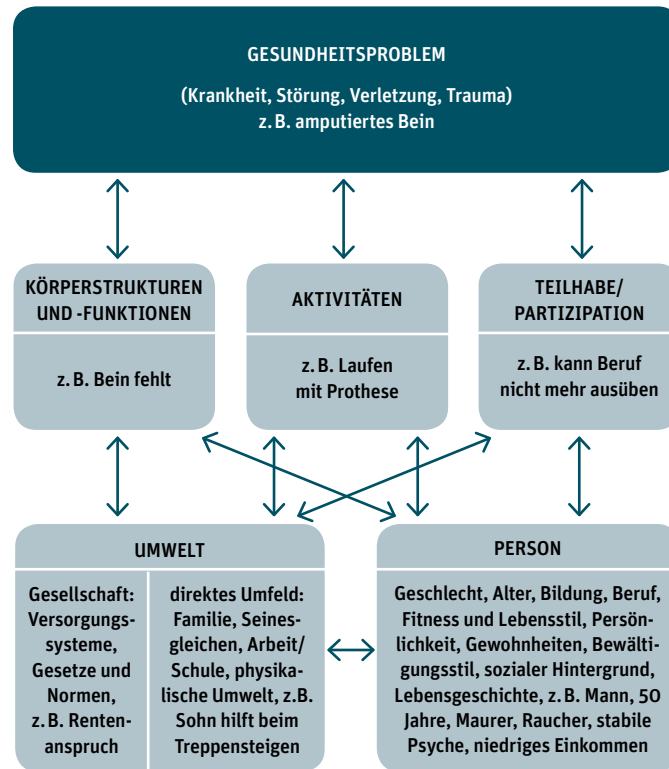 GESUNDHEITSPROBLEM
(Krankheit, Störung, Verletzung, Trauma)
z. B. amputiertes Bein
KÖRPERSTRUKTUREN
UND -FUNKTIONEN
z. B. Bein fehlt
AKTIVITÄTEN
z. B. Laufen
mit Prothese
TEILHABE/
PARTIZIPATION
z. B. kann Beruf
nicht mehr ausüben
UMWELT
Gesellschaft:
Versorgungs-
systeme,
Gesetze und
Normen,
z. B. Renten-
anspruch
direktes Umfeld:
Familie, Seines-
gleichen, Arbeit/
Schule, physika-
lische Umwelt, z.B.
Sohn hilft beim
Treppensteigen
PERSON
Geschlecht, Alter, Bildung, Beruf,
Fitness und Lebensstil, Persön-
lichkeit, Gewohnheiten, Bewälti-
gungsstil, sozialer Hintergrund,
Lebensgeschichte, z. B. Mann, 50
Jahre, Maurer, Raucher, stabile
Psyche, niedriges Einkommen